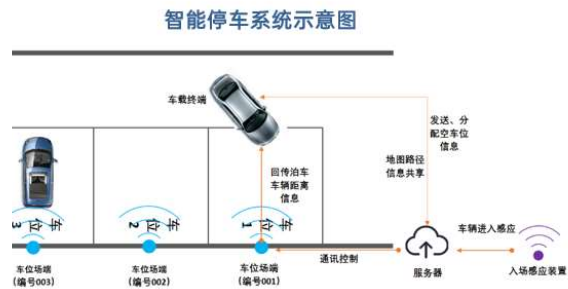 智能停车系统示意图
车载终端
发送、分
配空车位
信息
地图路径
信息共享
回传泊车
车辆距离
信息
车位3
车位2
车位1
车位场端
(编号003)
车位场端
(编号002)
车位场端
(编号001)
通讯控制
服务器
车辆进入感应
入场感应装置